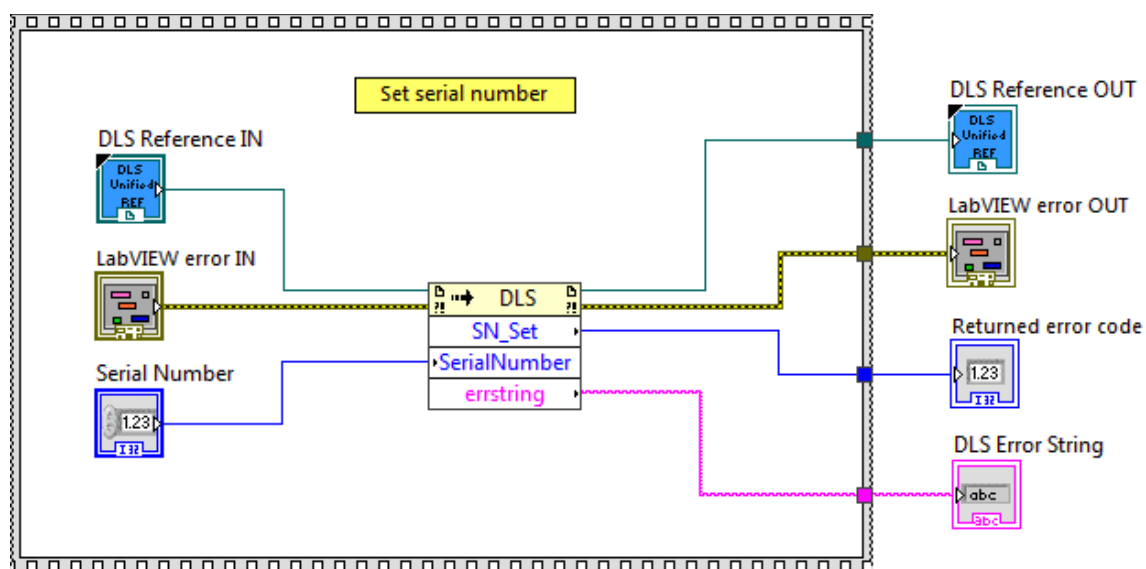 Set serial number
DLS Reference IN
DLS
Unified
REF
LabVIEW error IN
Serial Number
1.23
I32
?! DLS ?!
SN_Set
SerialNumber
errstring
DLS Reference OUT
DLS
Unified
REF
LabVIEW error OUT
Returned error code
1.23
I32
DLS Error String
abc
abc